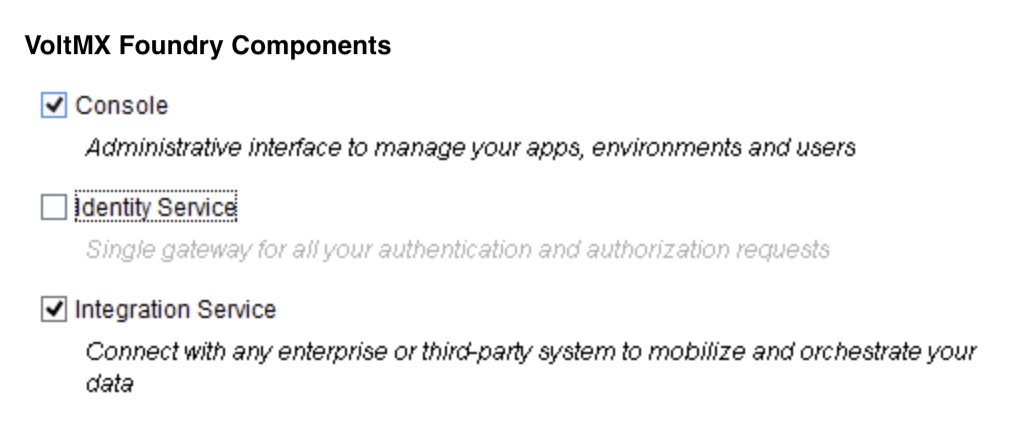 VoltMX Foundry Components
Console
Administrative interface to manage your apps, environments and users
Identity Service
Single gateway for all your authentication and authorization requests
Integration Service
Connect with any enterprise or third-party system to mobilize and orchestrate your
data